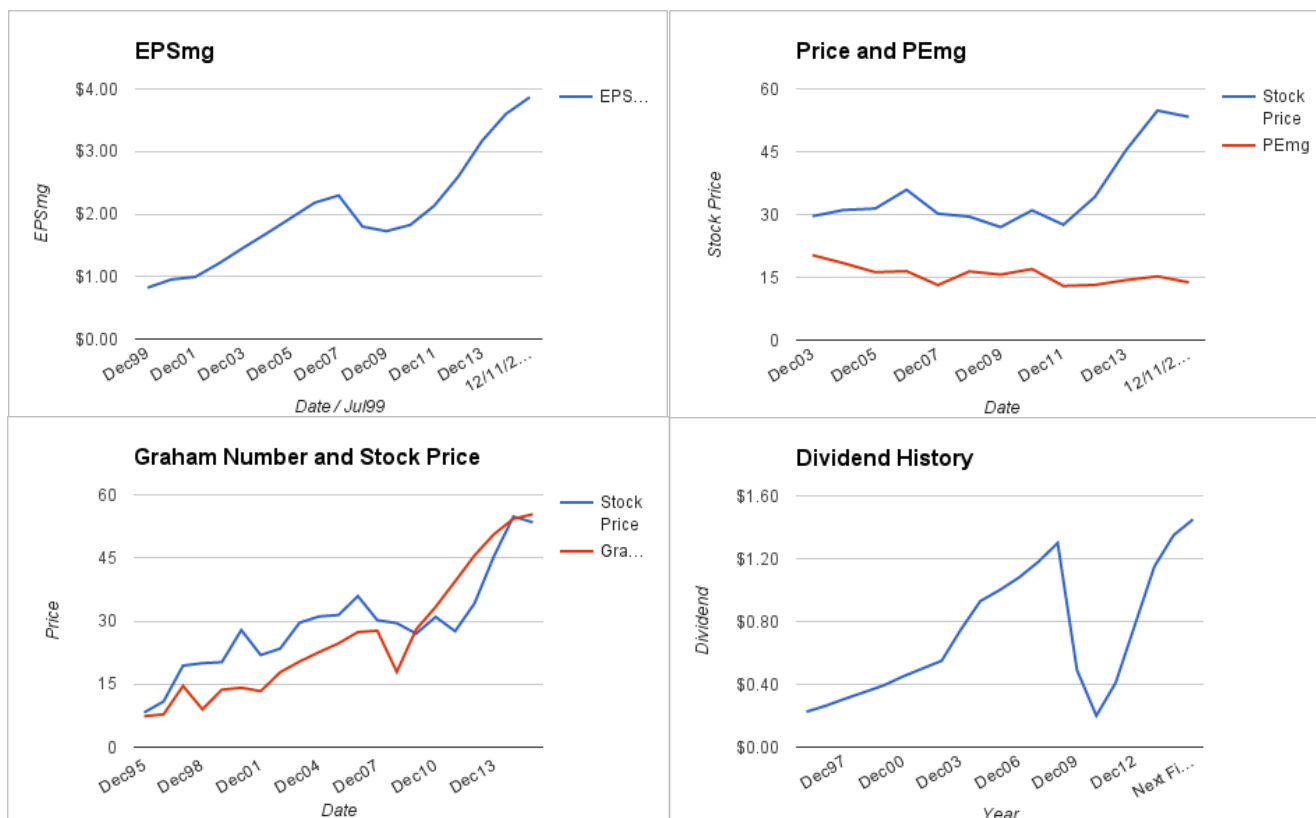 EPSmg
$4.00
$3.00
$2.00
$1.00
$0.00
EPSmg
EPS...
Dec99
Dec01
Dec03
Dec05
Dec07
Dec09
Dec11
Dec13
12/11/2...
Date / Jul99
Price and PEmg
60
45
30
15
0
Stock Price
Stock
Price
PEmg
Dec03
Dec05
Dec07
Dec09
Dec11
Dec13
12/11/2...
Date
Graham Number and Stock Price
60
45
30
15
0
Price
Stock
Price
Gra...
Dec95
Dec98
Dec01
Dec04
Dec07
Dec10
Dec13
Date
Dividend History
$1.60
$1.20
$0.80
$0.40
$0.00
Dividend
Dec97
Dec00
Dec03
Dec06
Dec09
Dec12
Next Fi...
Year